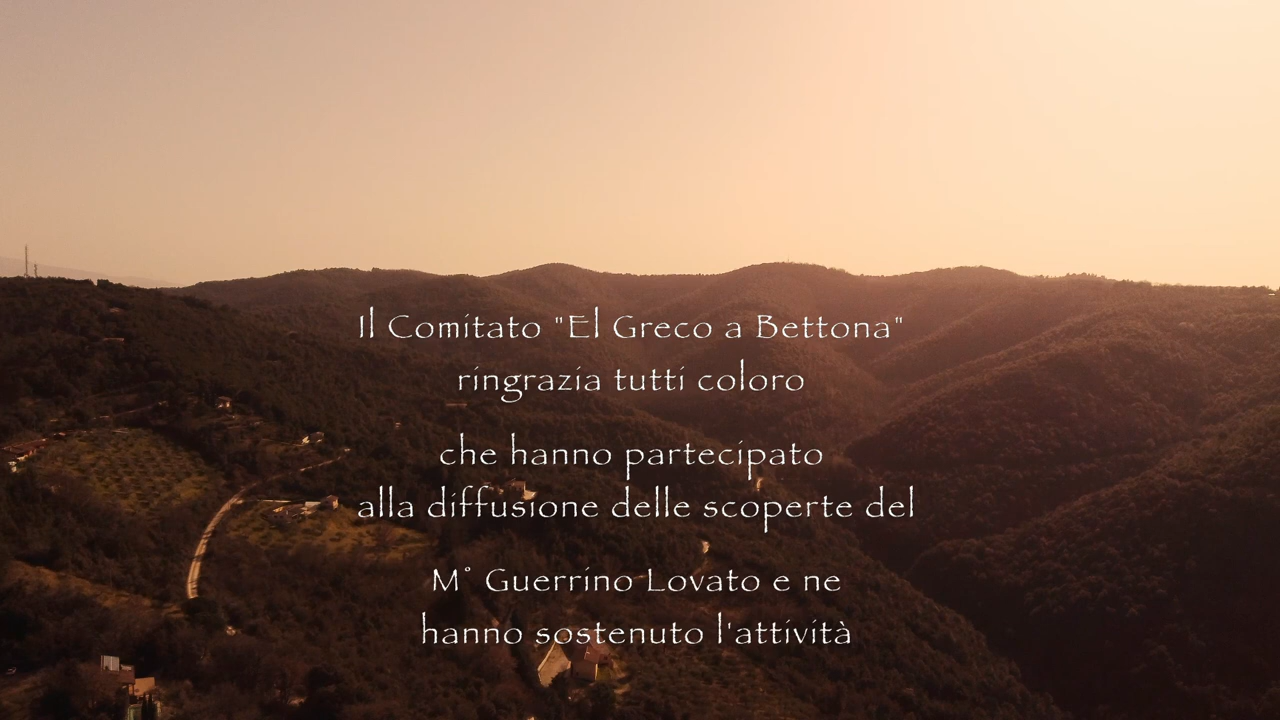 Il Comitato "El Greco a Bettona"
ringrazia tutti coloro
che hanno partecipato
alla diffusione delle scoperte del
M° Guerrino Lovato e ne
hanno sostenuto l'attività